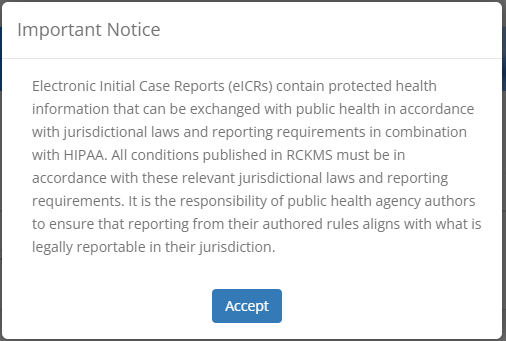 Important Notice
Electronic Initial Case Reports (eICRs) contain protected health
information that can be exchanged with public health in accordance
with jurisdictional laws and reporting requirements in combination
with HIPAA. All conditions published in RCKMS must be in
accordance with these relevant jurisdictional laws and reporting
requirements. It is the responsibility of public health agency authors
to ensure that reporting from their authored rules aligns with what is
legally reportable in their jurisdiction.
Accept